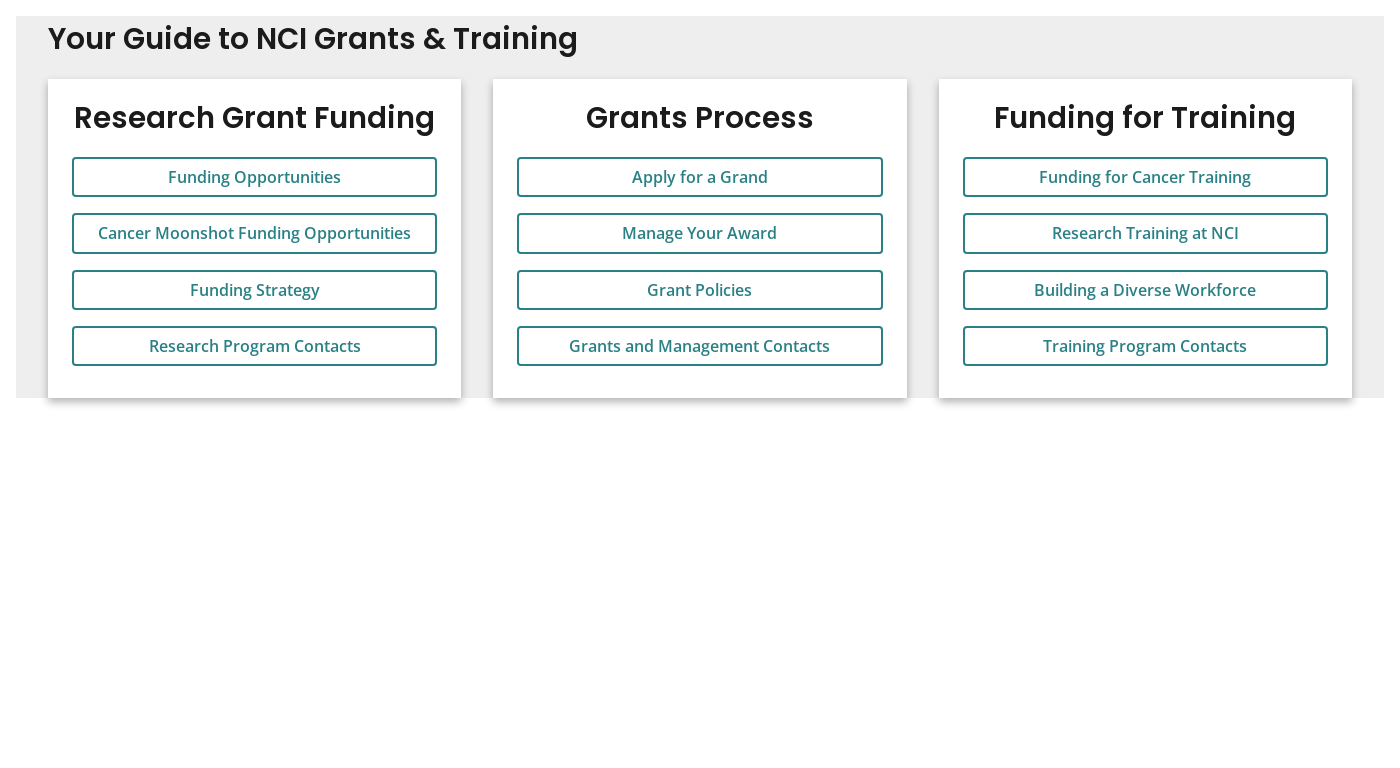 Your Guide to NCI Grants & Training
Research Grant Funding
Funding Opportunities
Cancer Moonshot Funding Opportunities
Funding Strategy
Research Program Contacts
Grants Process
Apply for a Grand
Manage Your Award
Grant Policies
Grants and Management Contacts
Funding for Training
Funding for Cancer Training
Research Training at NCI
Building a Diverse Workforce
Training Program Contacts